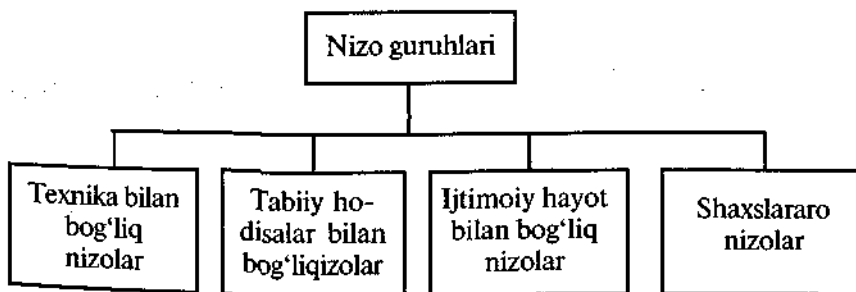 Nizo guruhlari
Texnika bilan
bog‘liq
nizolar
Tabiiy ho-
disalar bilan
bog‘liqizolar
Ijtimoiy hayot
bilan bog‘liq
nizolar
Shaxslararo
nizolar